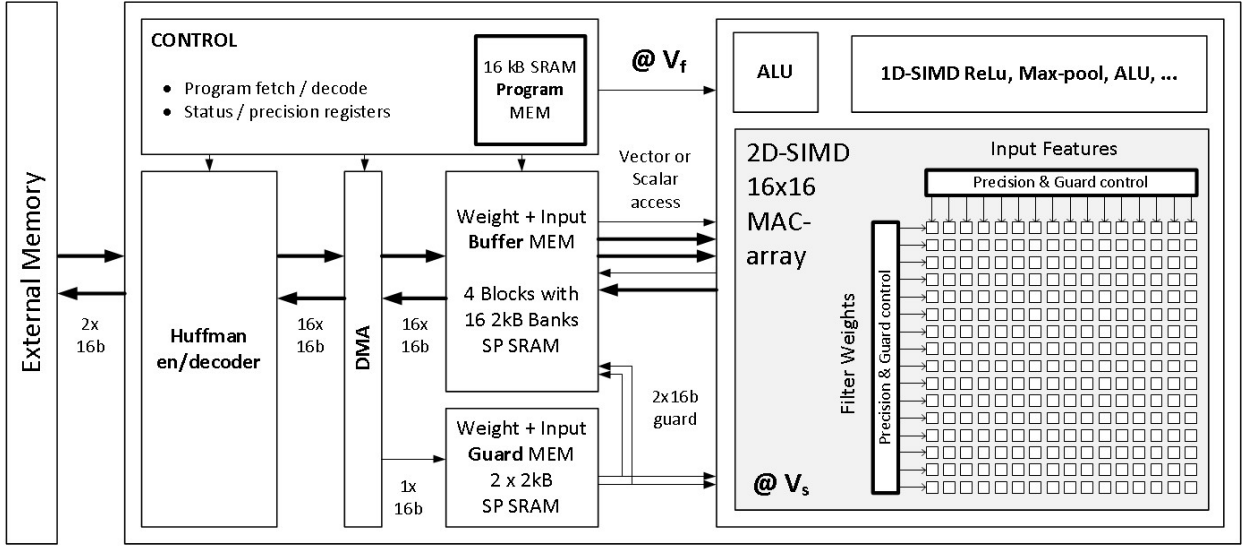 External Memory
2x
16b
CONTROL
• Program fetch / decode
• Status / precision registers
16 kB SRAM
Program
MEM
@ Vf
Huffman
en/decoder
16x
16b
DMA
16x
16b
Weight + Input
Buffer MEM
4 Blocks with
16 2kB Banks
SP SRAM
Vector or
Scalar
access
1x
16b
Weight + Input
Guard MEM
2 x 2kB
SP SRAM
2x16b
guard
ALU
1D-SIMD ReLu, Max-pool, ALU, ...
2D-SIMD
16x16
MAC-
array
@ Vs
Input Features
Precision & Guard control
Filter Weights
Precision & Guard control